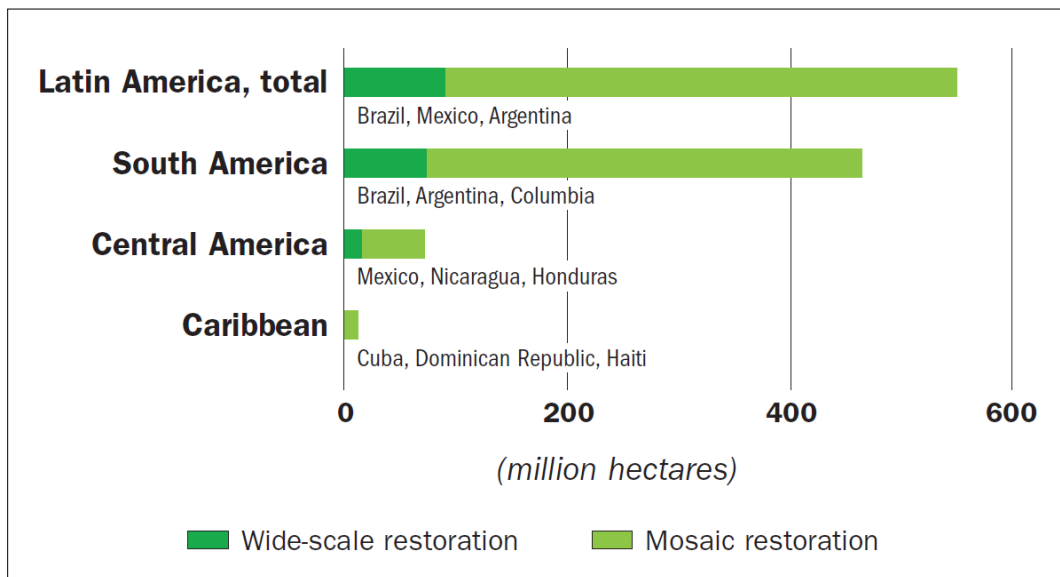 Latin America, total
Brazil, Mexico, Argentina
South America
Brazil, Argentina, Columbia
Central America
Mexico, Nicaragua, Honduras
Caribbean
Cuba, Dominican Republic, Haiti
0 200 400 600
(million hectares)
Wide-scale restoration Mosaic restoration